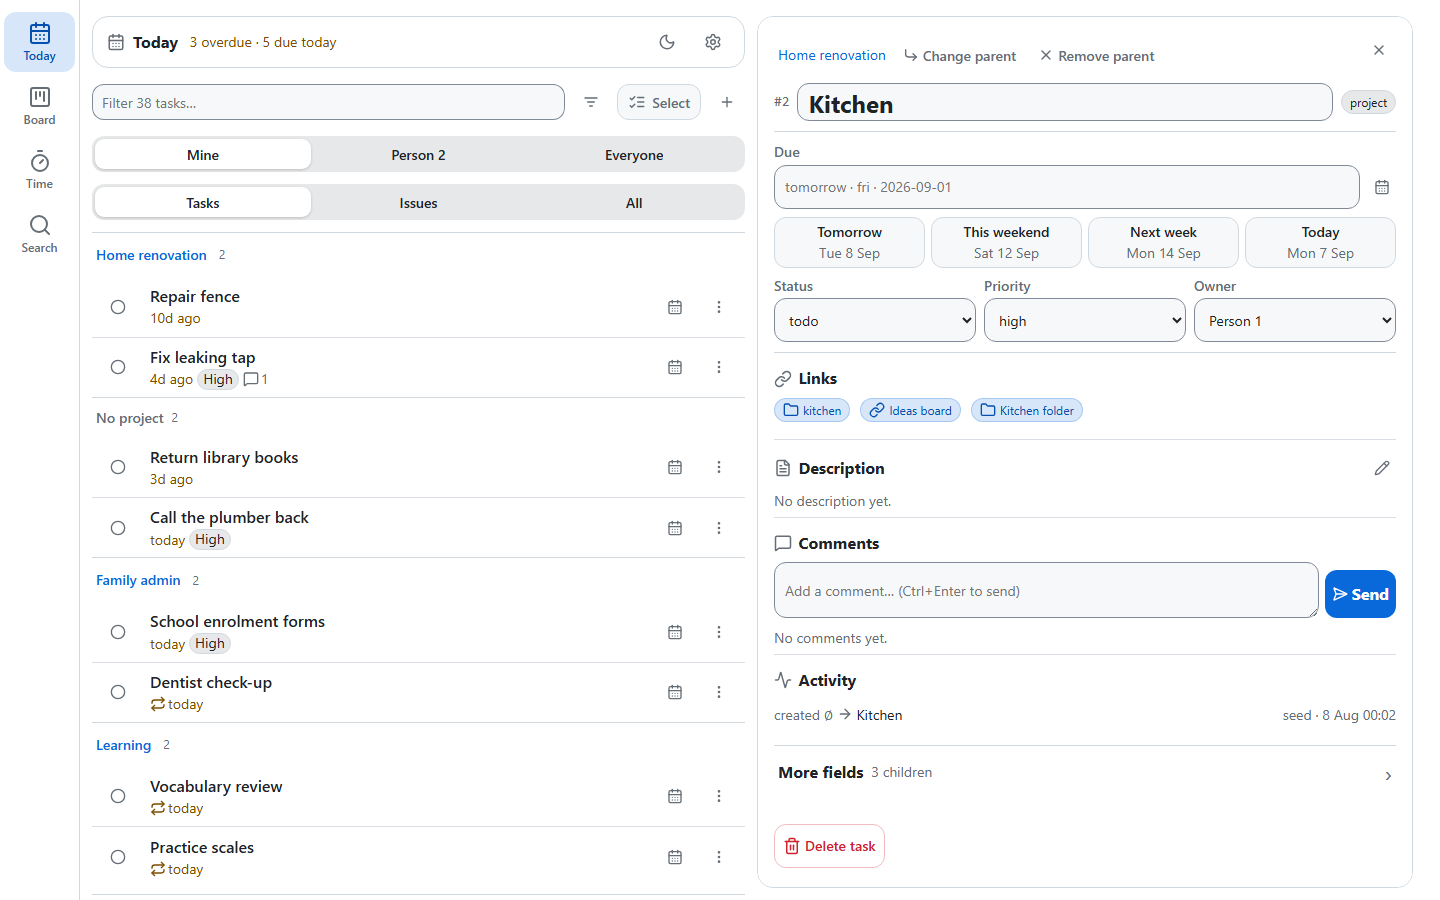 Today
Board
Time
Search
Today 3 overdue · 5 due today
Filter 38 tasks...
Select
Mine
Person 2
Everyone
Tasks
Issues
All
Home renovation 2
Repair fence
10d ago
Fix leaking tap
4d ago High 1
No project 2
Return library books
3d ago
Call the plumber back
today High
Family admin 2
School enrolment forms
today High
Dentist check-up
today
Learning 2
Vocabulary review
today
Practice scales
today
Home renovation Change parent Remove parent
#2 Kitchen project
Due
tomorrow · fri · 2026-09-01
Tomorrow
Tue 8 Sep
This weekend
Sat 12 Sep
Next week
Mon 14 Sep
Today
Mon 7 Sep
Status
todo
Priority
high
Owner
Person 1
Links
kitchen
Ideas board
Kitchen folder
Description
No description yet.
Comments
Add a comment... (Ctrl+Enter to send)
Send
No comments yet.
Activity
created ∅ → Kitchen seed · 8 Aug 00:02
More fields 3 children
Delete task